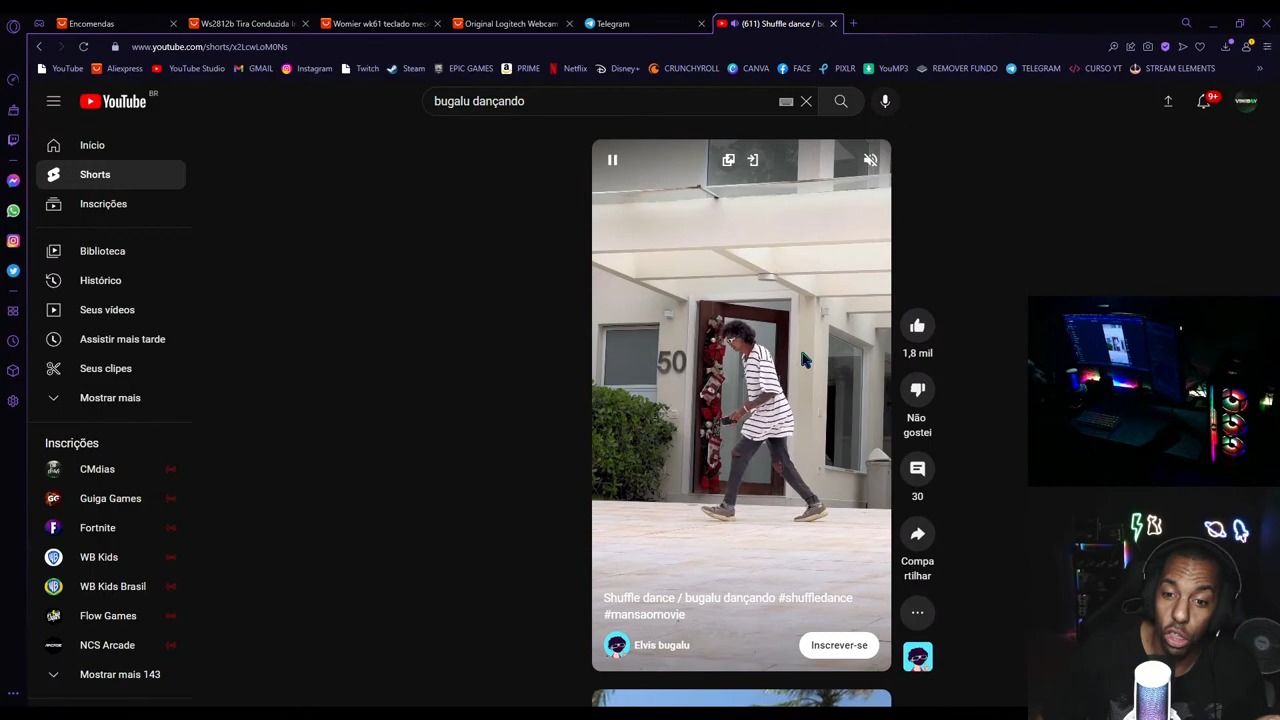 Encomendas
Ws2812b Tira Conduzida In
Womier wk61 teclado mec
Original Logitech Webcam
Telegram
(611) Shuffle dance / bu
www.youtube.com/shorts/x2LcwLoM0Ns
YouTube
Aliexpress
YouTube Studio
GMAIL
Instagram
Twitch
Steam
EPIC GAMES
PRIME
Netflix
Disney+
CRUNCHYROLL
CANVA
FACE
PIXLR
YouMP3
REMOVER FUNDO
TELEGRAM
CURSO YT
STREAM ELEMENTS
YouTube BR
bugalu dançando
9+
Início
Shorts
Inscrições
Biblioteca
Histórico
Seus vídeos
Assistir mais tarde
Seus clipes
Mostrar mais
Inscrições
CMdias
Guiga Games
Fortnite
WB Kids
WB Kids Brasil
Flow Games
NCS Arcade
Mostrar mais 143
50
1,8 mil
Não
gostei
30
Compa
rtilhar
Shuffle dance / bugalu dançando #shuffledance
#mansaomovie
Elvis bugalu
Inscrever-se